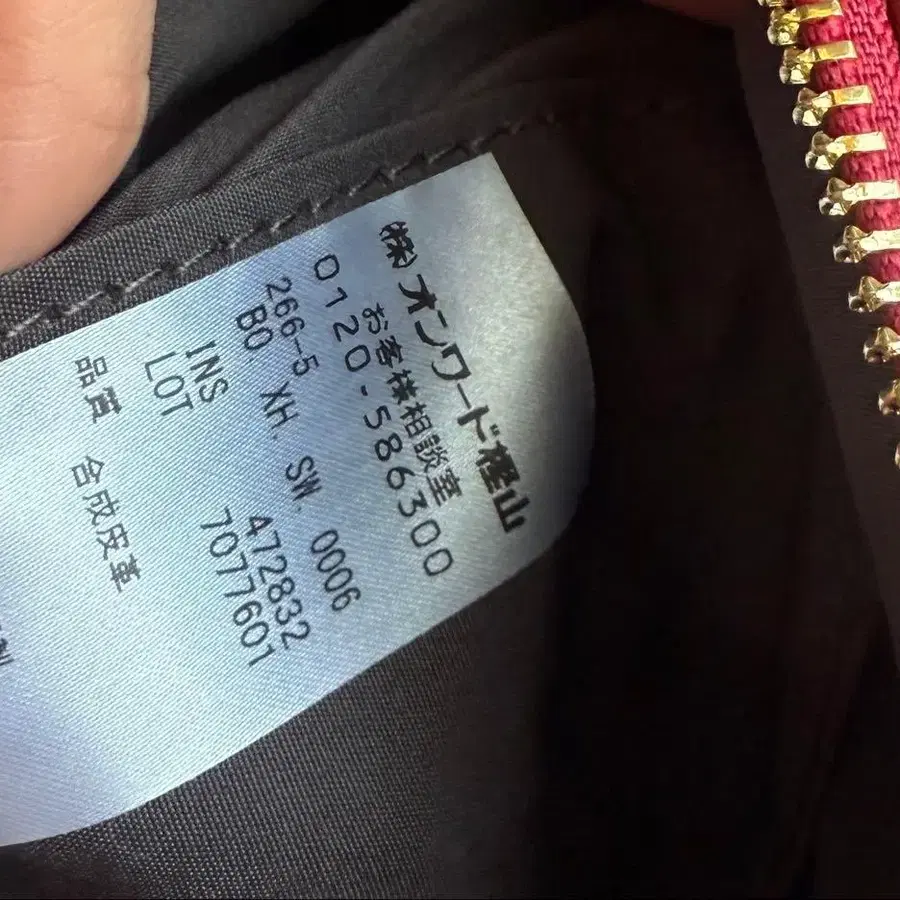 (株)オンワード樫山
お客様相談室
0120-586300
266-5 XH. SW. 0006
BO 472832
INS 7077601
LOT
品質 合成皮革